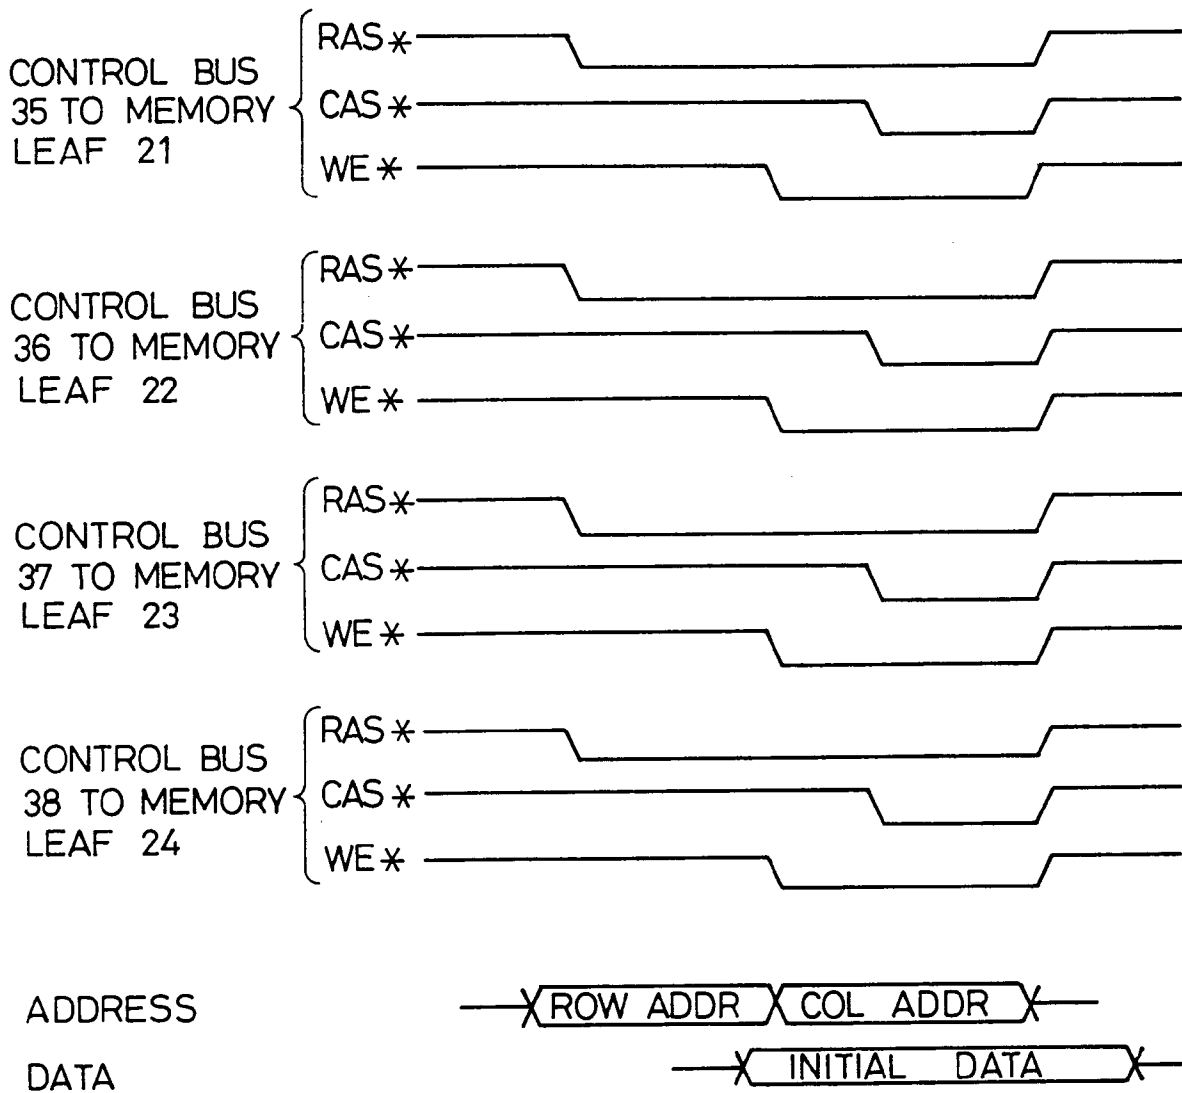 CONTROL BUS
35 TO MEMORY
LEAF 21
RAS*
CAS*
WE*
CONTROL BUS
36 TO MEMORY
LEAF 22
RAS*
CAS*
WE*
CONTROL BUS
37 TO MEMORY
LEAF 23
RAS*
CAS*
WE*
CONTROL BUS
38 TO MEMORY
LEAF 24
RAS*
CAS*
WE*
ADDRESS ROW ADDR COL ADDR
DATA INITIAL DATA